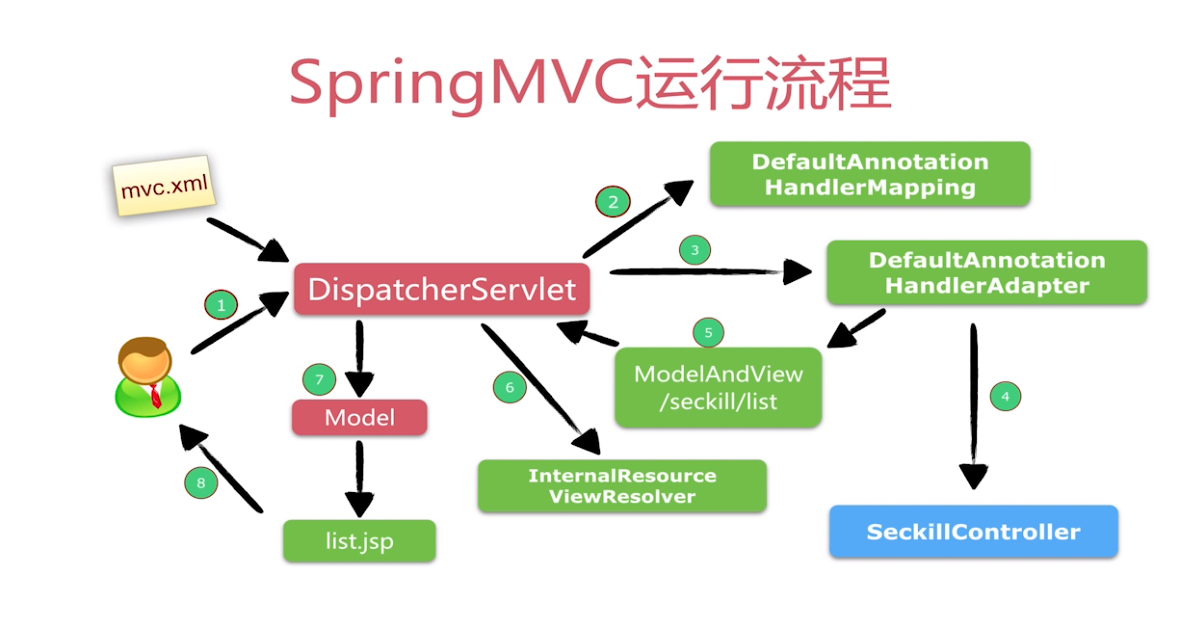 SpringMVC运行流程
mvc.xml
DefaultAnnotation
HandlerMapping
2
3
DefaultAnnotation
HandlerAdapter
DispatcherServlet
1
5
ModelAndView
/seckill/list
7
6
4
Model
InternalResource
ViewResolver
8
list.jsp
SeckillController